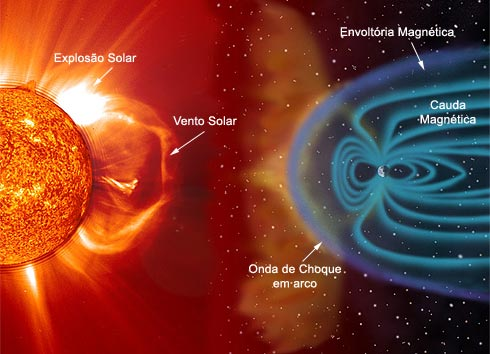 Explosão Solar
Vento Solar
Envoltória Magnética
Cauda
Magnética
Onda de Choque
em·arco